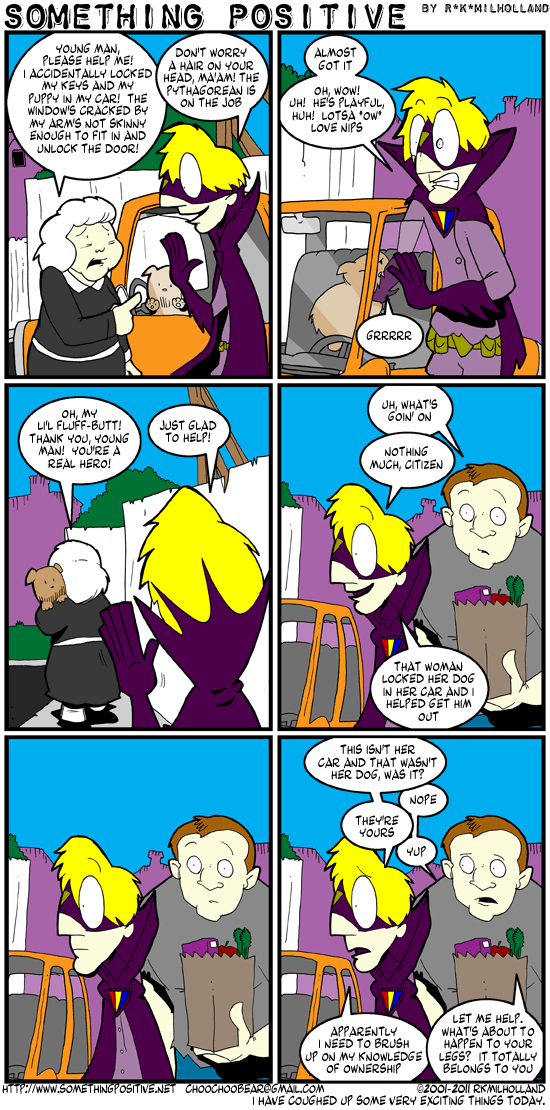 SOMETHING POSITIVE BY R*K*MILHOLLAND
YOUNG MAN,
PLEASE HELP ME!
I ACCIDENTALLY LOCKED
MY KEYS AND MY
PUPPY IN MY CAR! THE
WINDOW'S CRACKED BY
MY ARM'S NOT SKINNY
ENOUGH TO FIT IN AND
UNLOCK THE DOOR!
DON'T WORRY
A HAIR ON YOUR
HEAD, MA'AM! THE
PYTHAGOREAN IS
ON THE JOB
ALMOST
GOT IT
OH, WOW!
UH! HE'S PLAYFUL,
HUH! LOTSA *OW*
LOVE NIPS
GRRRRR
OH, MY
LI'L FLUFF-BUTT!
THANK YOU, YOUNG
MAN! YOU'RE A
REAL HERO!
JUST GLAD
TO HELP!
UH, WHAT'S
GOIN' ON
NOTHING
MUCH, CITIZEN
THAT WOMAN
LOCKED HER DOG
IN HER CAR AND I
HELPED GET HIM
OUT
THIS ISN'T HER
CAR AND THAT WASN'T
HER DOG, WAS IT?
NOPE
THEY'RE
YOURS
YUP
APPARENTLY
I NEED TO BRUSH
UP ON MY KNOWLEDGE
OF OWNERSHIP
LET ME HELP.
WHAT'S ABOUT TO
HAPPEN TO YOUR
LEGS? IT TOTALLY
BELONGS TO YOU
HTTP://WWW.SOMETHINGPOSITIVE.NET CHOOCHOOBEAR@GMAIL.COM ©2001-2011 RKMILHOLLAND
I HAVE COUGHED UP SOME VERY EXCITING THINGS TODAY.